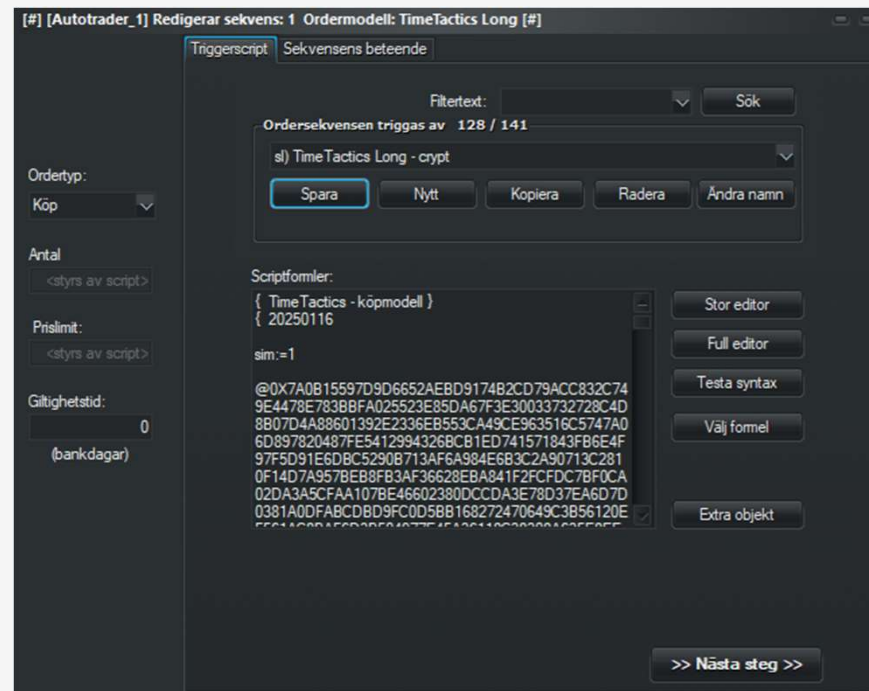 [#] [Autotrader_1] Redigerar sekvens: 1 Ordermodell: TimeTactics Long [#]
Triggerscript Sekvensens beteende
Filtertext:
Sök
Ordersekvensen triggas av 128 / 141
sl) TimeTactics Long - crypt
Spara Nytt Kopiera Radera Ändra namn
Ordertyp:
Köp
Antal
<styrs av script>
Prislimit:
<styrs av script>
Giltighetstid:
0
(bankdagar)
Scriptformler:
{ TimeTactics - köpmodell }
{ 20250116
sim:=1
@0X7A0B15597D9D6652AEBD9174B2CD79ACC832C74
9E4478E783BBFA025523E85DA67F3E30033732728C4D
8B07D4A88601392E2336EB553CA49CE963516C5747A0
6D897820487FE5412994326BCB1ED741571843FB6E4F
97F5D91E6DBC5290B713AF6A984E6B3C2A90713C281
0F14D7A957BEB8FB3AF36628EBA841F2FCFDC7BF0CA
02DA3A5CFAA107BE46602380DCCDA3E78D37EA6D7D
0381A0DFABCDBD9FC0D5BB168272470649C3B56120E
Stor editor
Full editor
Testa syntax
Välj formel
Extra objekt
>> Nästa steg >>